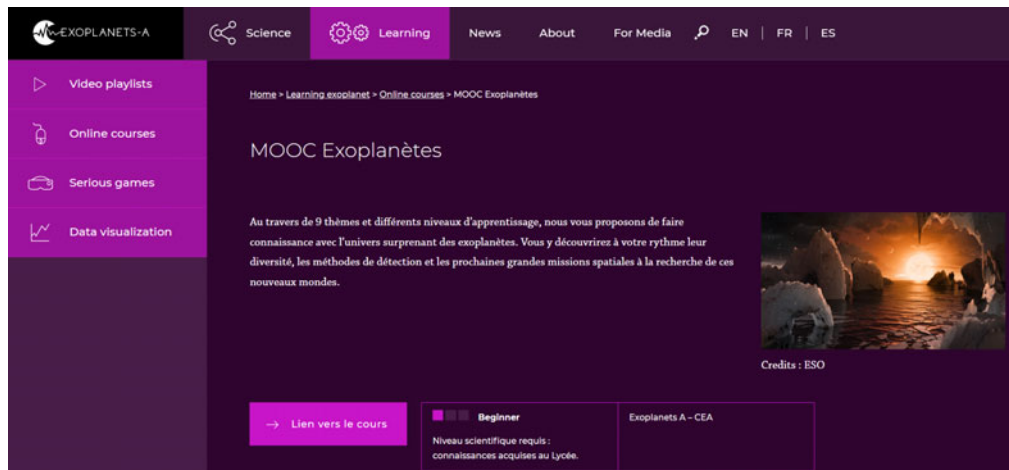 EXOPLANETS-A
Science
Learning
News
About
For Media
EN | FR | ES
Video playlists
Online courses
Serious games
Data visualization
Home > Learning exoplanet > Online courses > MOOC Exoplanètes
MOOC Exoplanètes
Au travers de 9 thèmes et différents niveaux d'apprentissage, nous vous proposons de faire
connaissance avec l'univers surprenant des exoplanètes. Vous y découvrirez à votre rythme leur
diversité, les méthodes de détection et les prochaines grandes missions spatiales à la recherche de ces
nouveaux mondes.
Credits : ESO
→ Lien vers le cours
Beginner
Niveau scientifique requis :
connaissances acquises au Lycée.
Exoplanets A – CEA